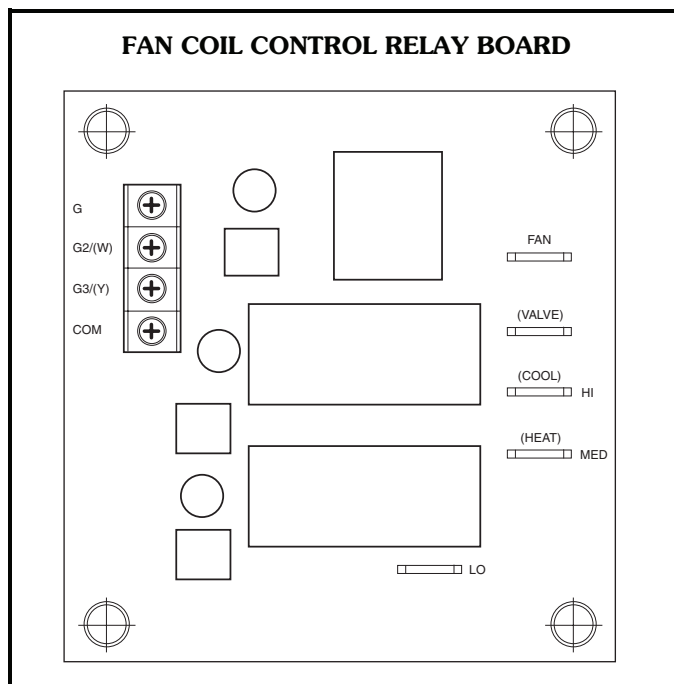 FAN COIL CONTROL RELAY BOARD
G
G2/(W)
G3/(Y)
COM
FAN
(VALVE)
(COOL)
HI
(HEAT)
MED
LO